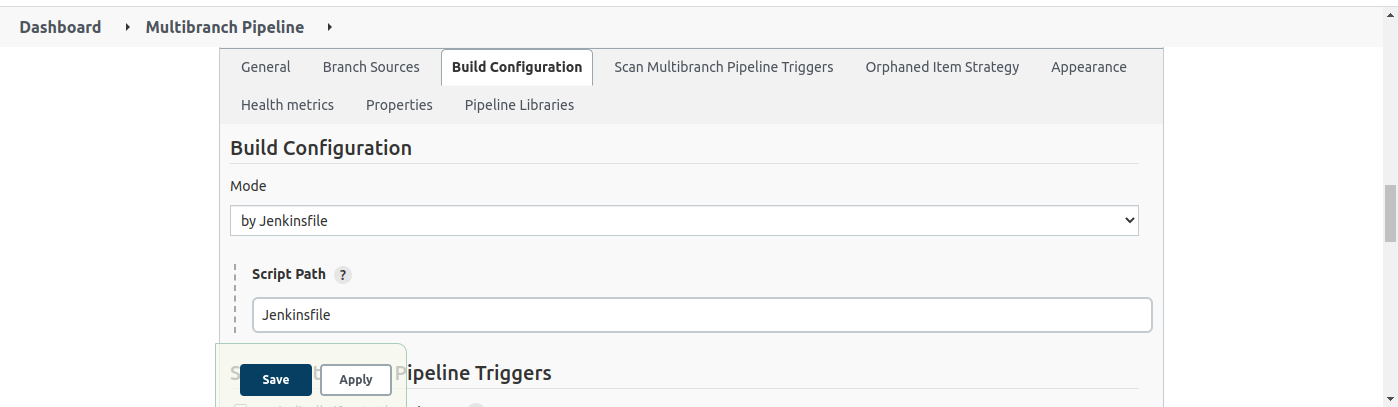 Dashboard Multibranch Pipeline
General Branch Sources Build Configuration Scan Multibranch Pipeline Triggers Orphaned Item Strategy Appearance
Health metrics Properties Pipeline Libraries
Build Configuration
Mode
by Jenkinsfile
Script Path ?
Jenkinsfile
Pipeline Triggers
Save Apply